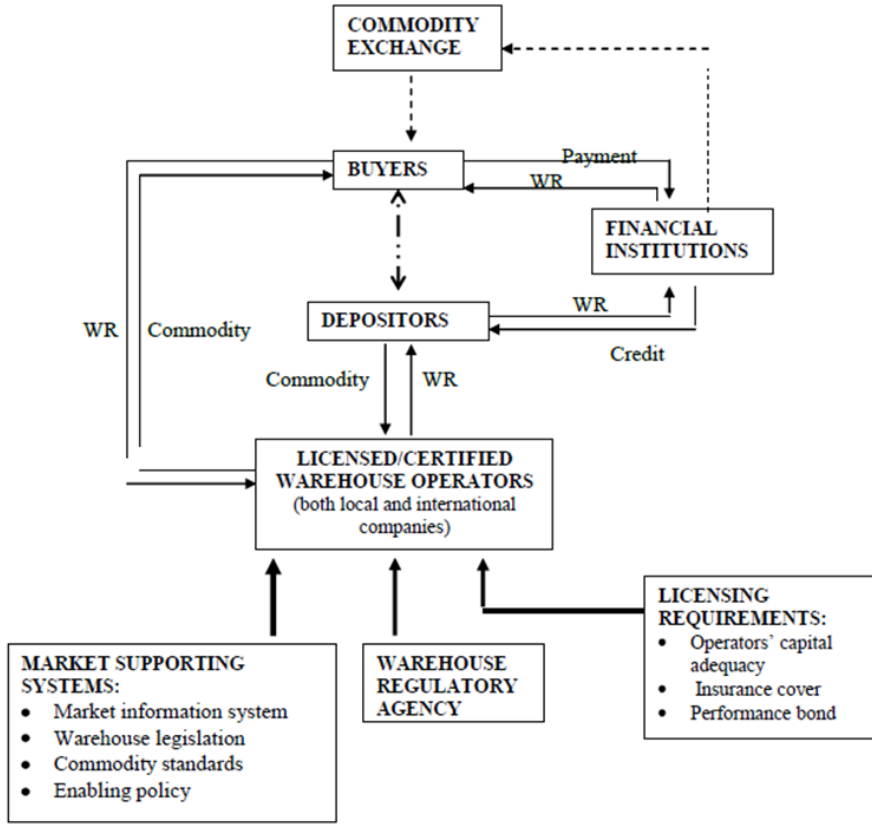 COMMODITY
EXCHANGE
BUYERS
Payment
WR
FINANCIAL
INSTITUTIONS
DEPOSITORS
WR
Credit
WR
Commodity
Commodity
WR
LICENSED/CERTIFIED
WAREHOUSE OPERATORS
(both local and international
companies)
MARKET SUPPORTING
SYSTEMS:
• Market information system
• Warehouse legislation
• Commodity standards
• Enabling policy
WAREHOUSE
REGULATORY
AGENCY
LICENSING
REQUIREMENTS:
• Operators’ capital
adequacy
• Insurance cover
• Performance bond